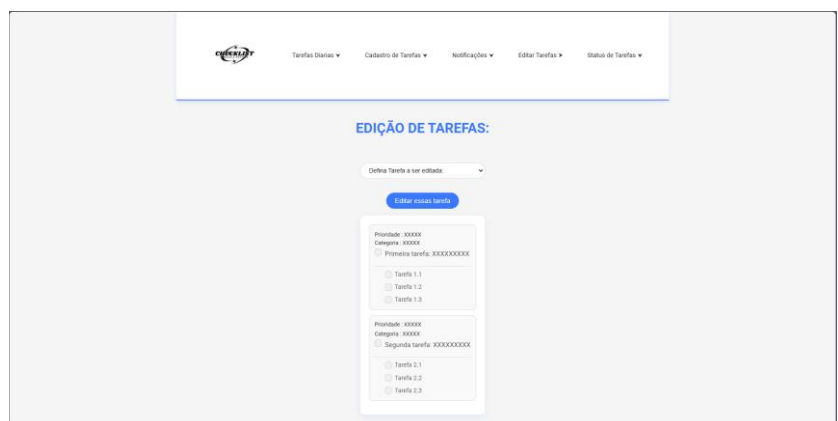 CHECKLIST
Tarefas Diarias ▾ Cadastro de Tarefas ▾ Notificações ▾ Editar Tarefas ➤ Status de Tarefas ▾
EDIÇÃO DE TAREFAS:
Defina Tarefa a ser editada:
Editar essas tarefa
Prioridade : XXXXX
Categoria : XXXXX
Primeira tarefa: XXXXXXXXX
Tarefa 1.1
Tarefa 1.2
Tarefa 1.3
Prioridade : XXXXX
Categoria : XXXXX
Segunda tarefa: XXXXXXXXX
Tarefa 2.1
Tarefa 2.2
Tarefa 2.3